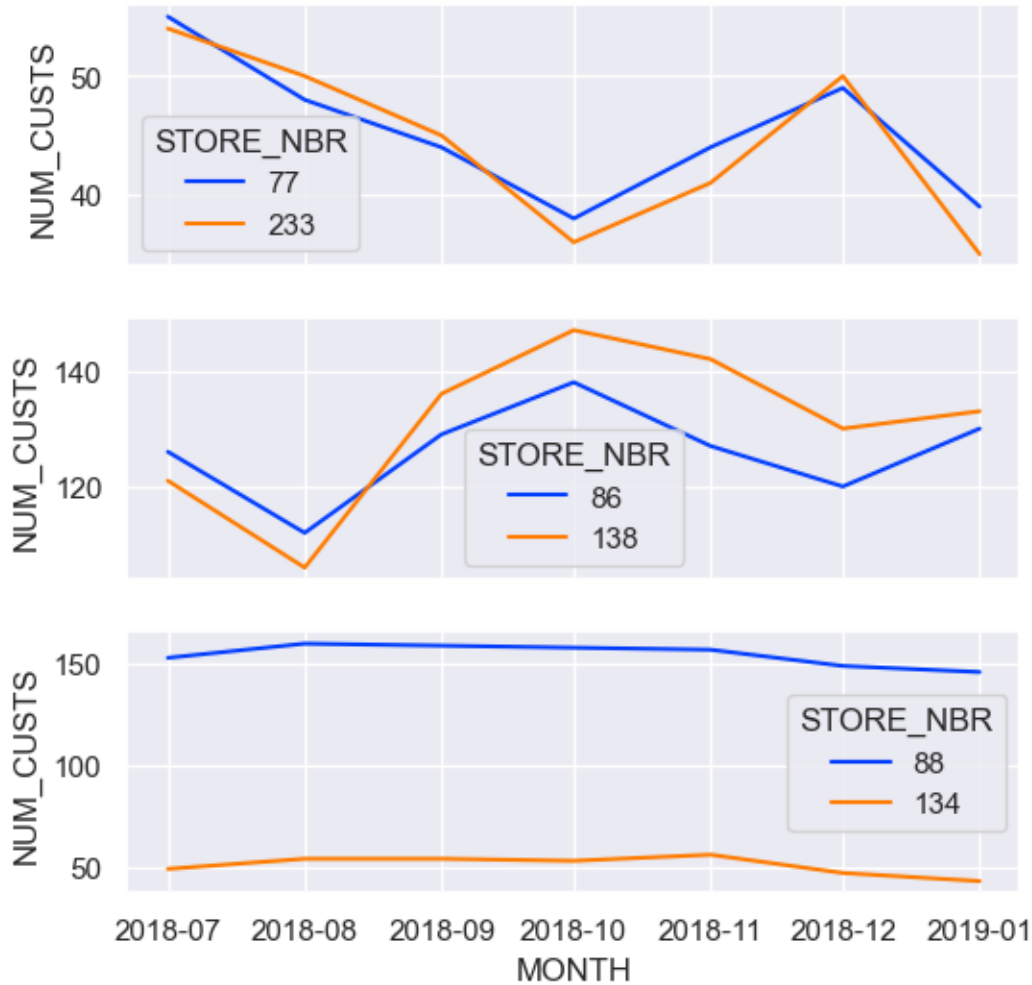 NUM_CUSTS
50
40
STORE_NBR
77
233
NUM_CUSTS
140
120
STORE_NBR
86
138
NUM_CUSTS
150
100
50
STORE_NBR
88
134
2018-07 2018-08 2018-09 2018-10 2018-11 2018-12 2019-01
MONTH